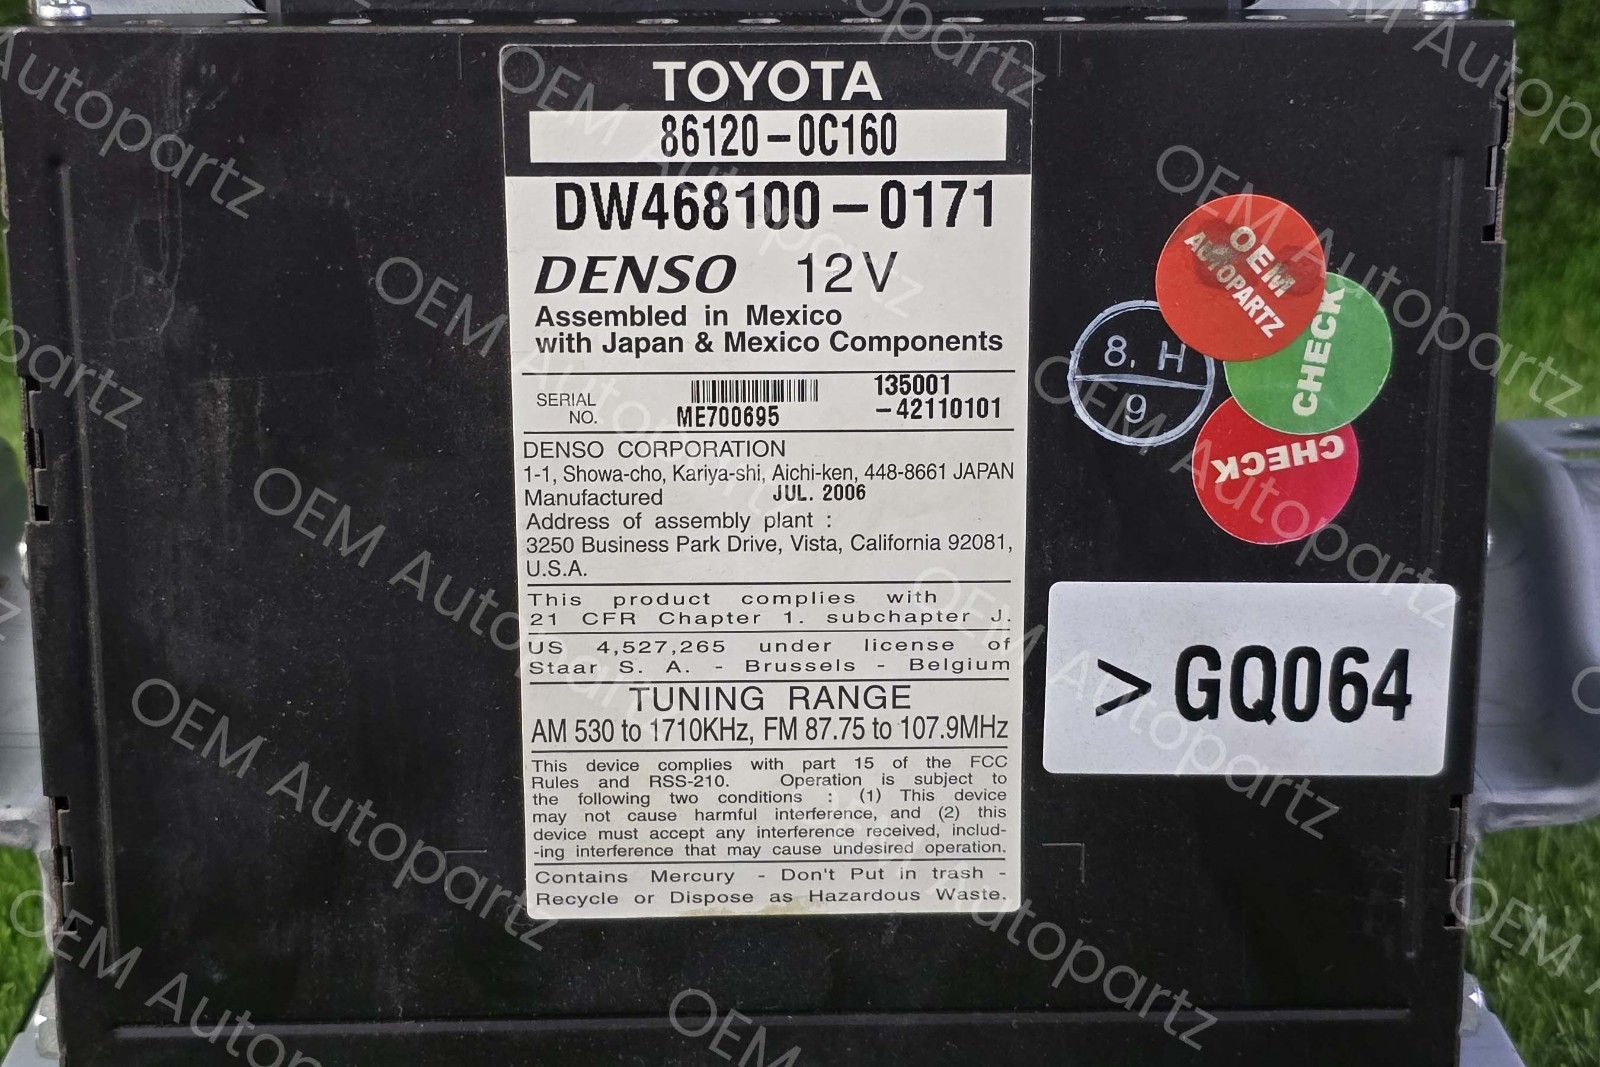 TOYOTA
86120-0C160
DW468100-0171
DENSO 12V
Assembled in Mexico
with Japan & Mexico Components
SERIAL NO. ME700695 135001
-42110101
DENSO CORPORATION
1-1, Showa-cho, Kariya-shi, Aichi-ken, 448-8661 JAPAN
Manufactured JUL. 2006
Address of assembly plant :
3250 Business Park Drive, Vista, California 92081,
U.S.A.
This product complies with
21 CFR Chapter 1. subchapter J.
US 4,527,265 under license of
Staar S. A. - Brussels - Belgium
TUNING RANGE
AM 530 to 1710KHz, FM 87.75 to 107.9MHz
This device complies with part 15 of the FCC
Rules and RSS-210. Operation is subject to
the following two conditions : (1) This device
may not cause harmful interference, and (2) this
device must accept any interference received, includ-
-ing interference that may cause undesired operation.
Contains Mercury - Don't Put in trash -
Recycle or Dispose as Hazardous Waste.
OEM
AUTOPARTZ
CHECK
CHECK
8, H
9
>GQ064
OEM Autopartz